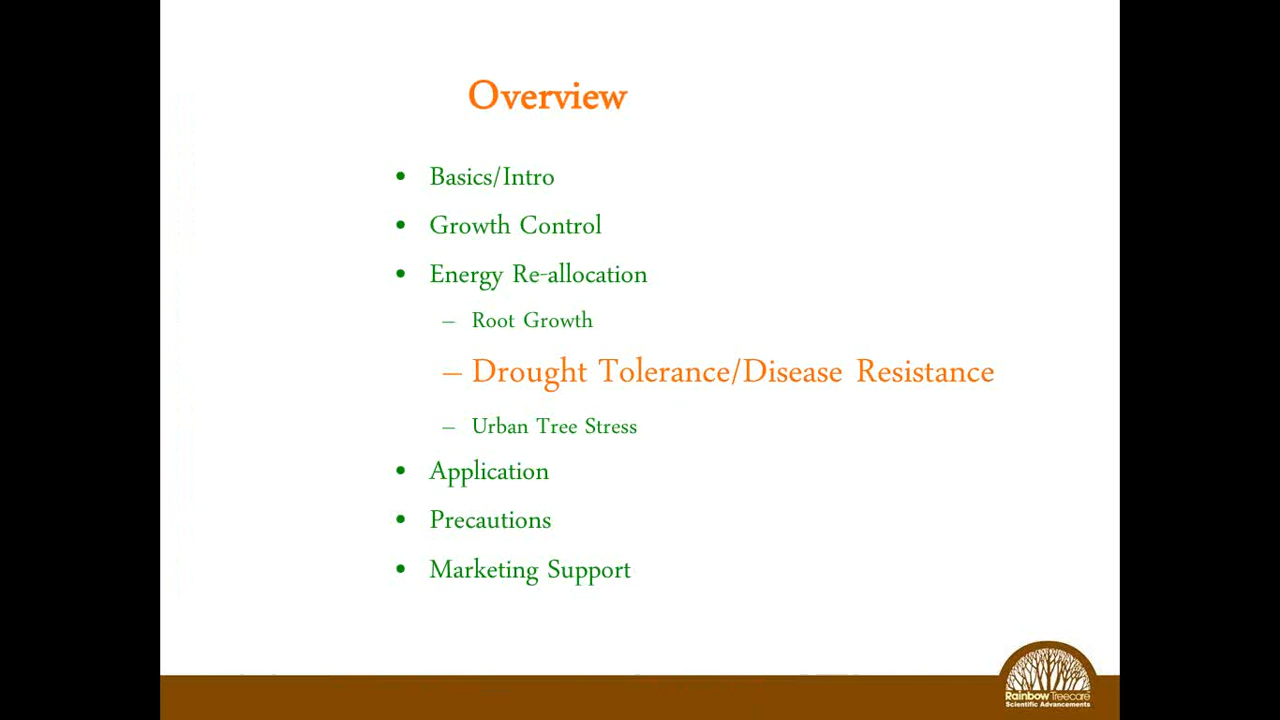 Overview
• Basics/Intro
• Growth Control
• Energy Re-allocation
– Root Growth
– Drought Tolerance/Disease Resistance
– Urban Tree Stress
• Application
• Precautions
• Marketing Support
Rainbow Treecare
Scientific Advancements